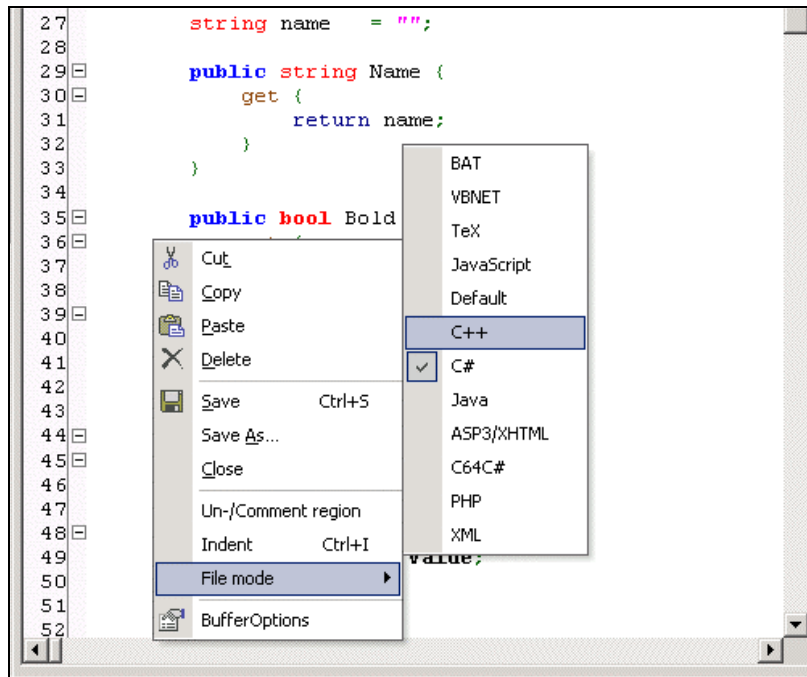 27 string name = "";
28
29 public string Name {
30 get {
31 return name;
32 }
33 }
34
35 public bool Bold
36
37
38
39
40
41
42
43
44
45
46
47
48
49 value;
50
51
52
Cut
Copy
Paste
Delete
Save Ctrl+S
Save As...
Close
Un-/Comment region
Indent Ctrl+I
File mode
BufferOptions
BAT
VBNET
TeX
JavaScript
Default
C++
C#
Java
ASP3/XHTML
C64C#
PHP
XML